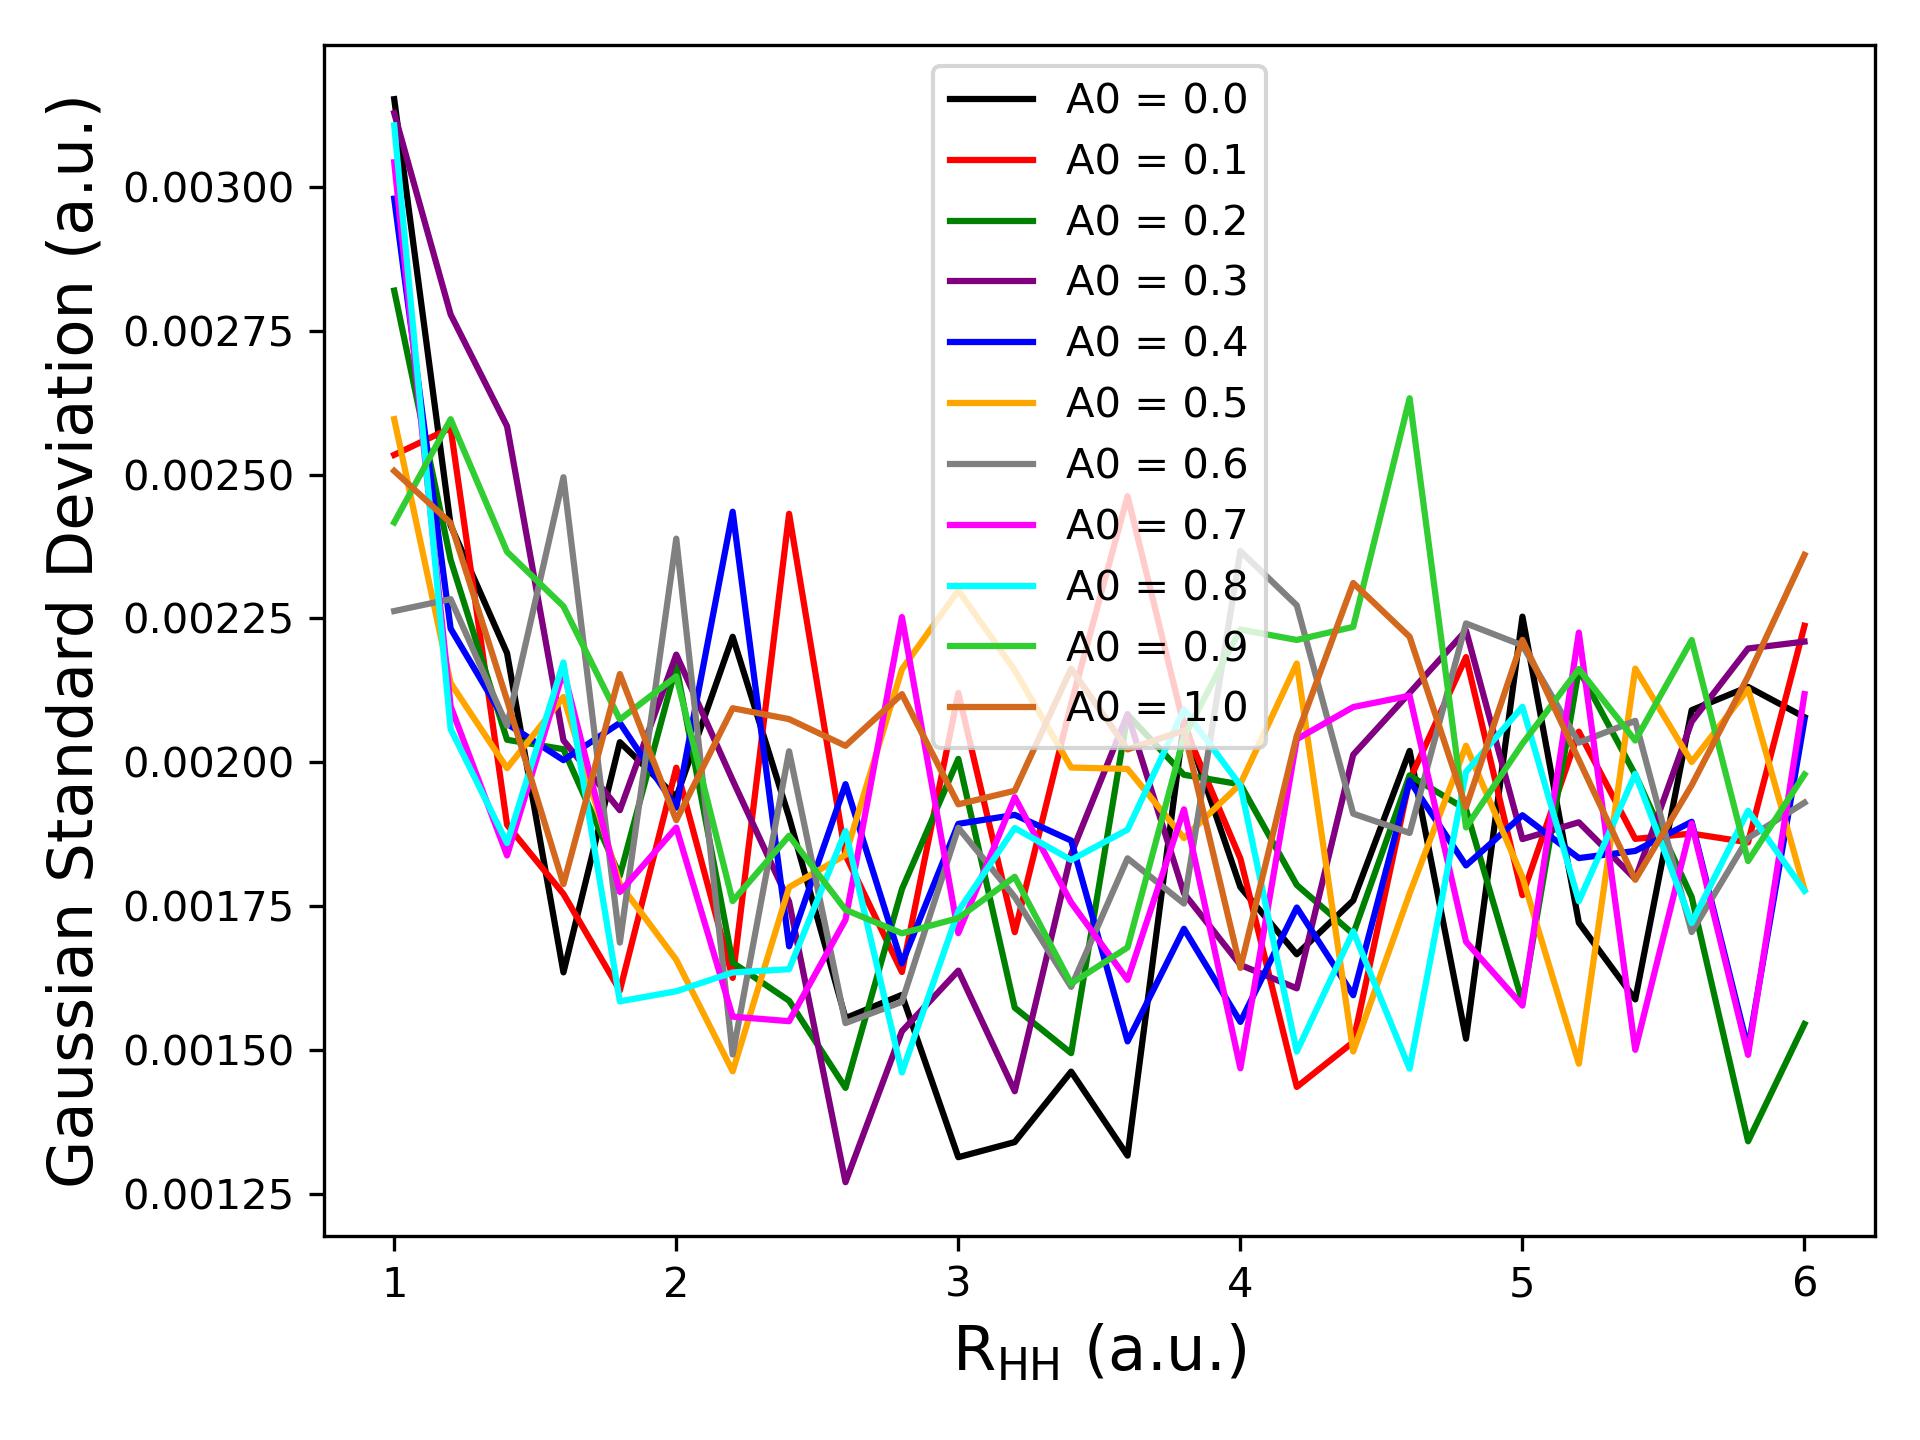 Gaussian Standard Deviation (a.u.)
0.00300
0.00275
0.00250
0.00225
0.00200
0.00175
0.00150
0.00125
A0 = 0.0
A0 = 0.1
A0 = 0.2
A0 = 0.3
A0 = 0.4
A0 = 0.5
A0 = 0.6
A0 = 0.7
A0 = 0.8
A0 = 0.9
A0 = 1.0
1 2 3 4 5 6
R_HH (a.u.)